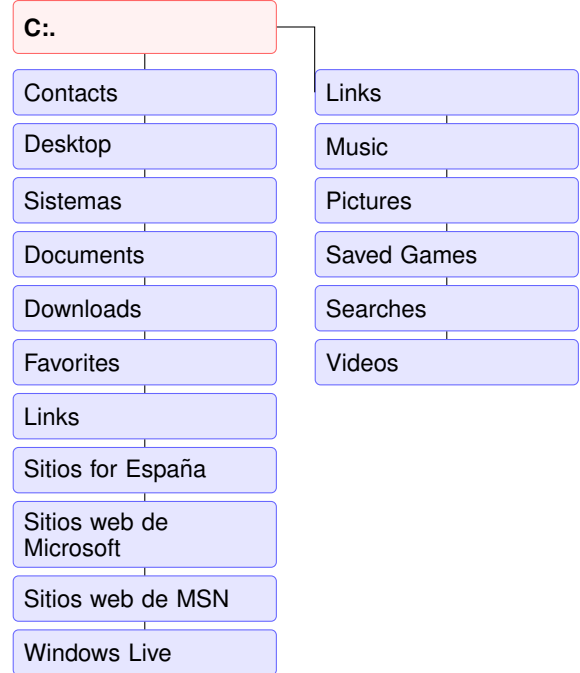 C:.
Contacts
Desktop
Sistemas
Documents
Downloads
Favorites
Links
Sitios for España
Sitios web de
Microsoft
Sitios web de MSN
Windows Live
Links
Music
Pictures
Saved Games
Searches
Videos